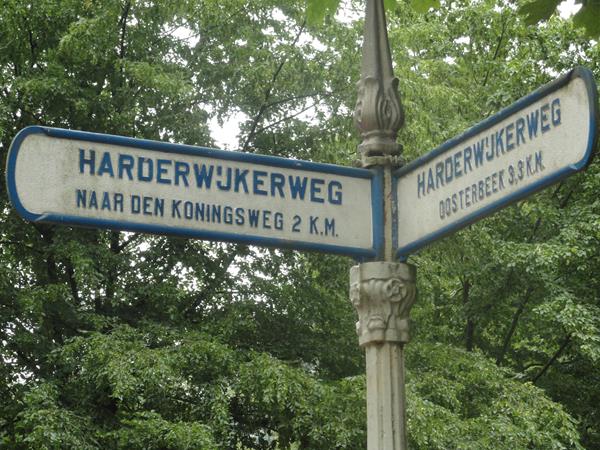 HARDERWIJKERWEG
NAAR DEN KONINGSWEG 2 K.M.
HARDERWIJKERWEG
OOSTERBEEK 3,3 K.M.